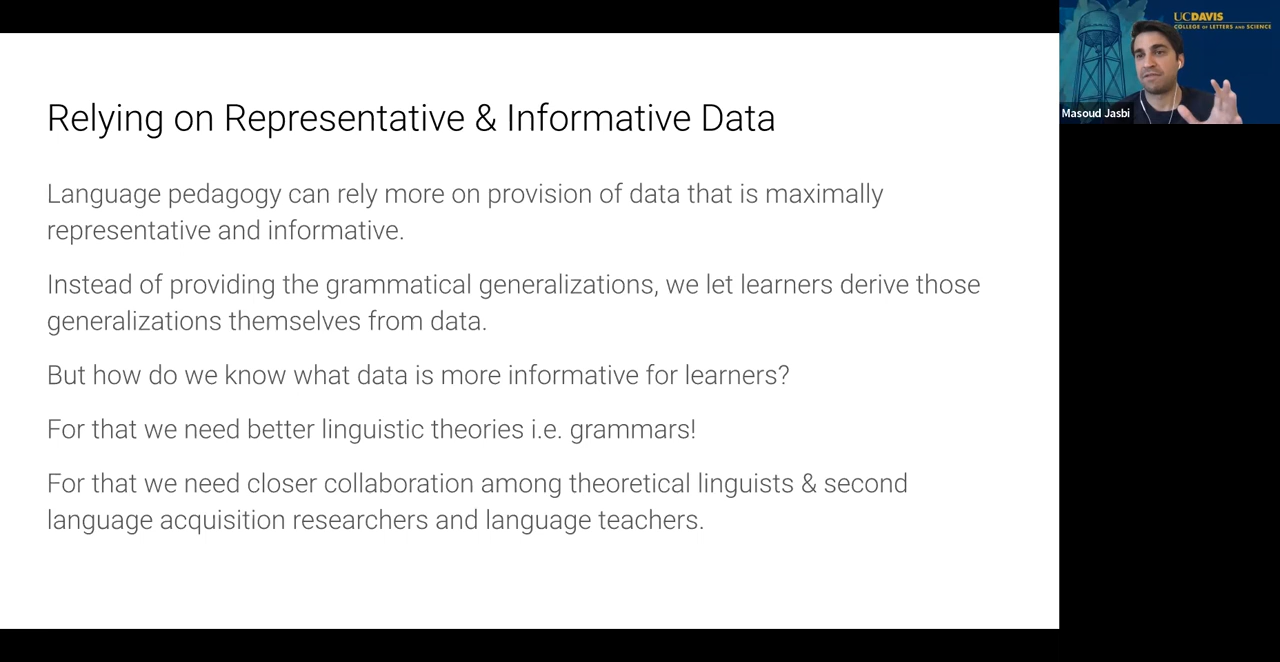 Relying on Representative & Informative Data
Language pedagogy can rely more on provision of data that is maximally
representative and informative.
Instead of providing the grammatical generalizations, we let learners derive those
generalizations themselves from data.
But how do we know what data is more informative for learners?
For that we need better linguistic theories i.e. grammars!
For that we need closer collaboration among theoretical linguists & second
language acquisition researchers and language teachers.
UCDAVIS
COLLEGE OF LETTERS AND SCIENCE
Masoud Jasbi